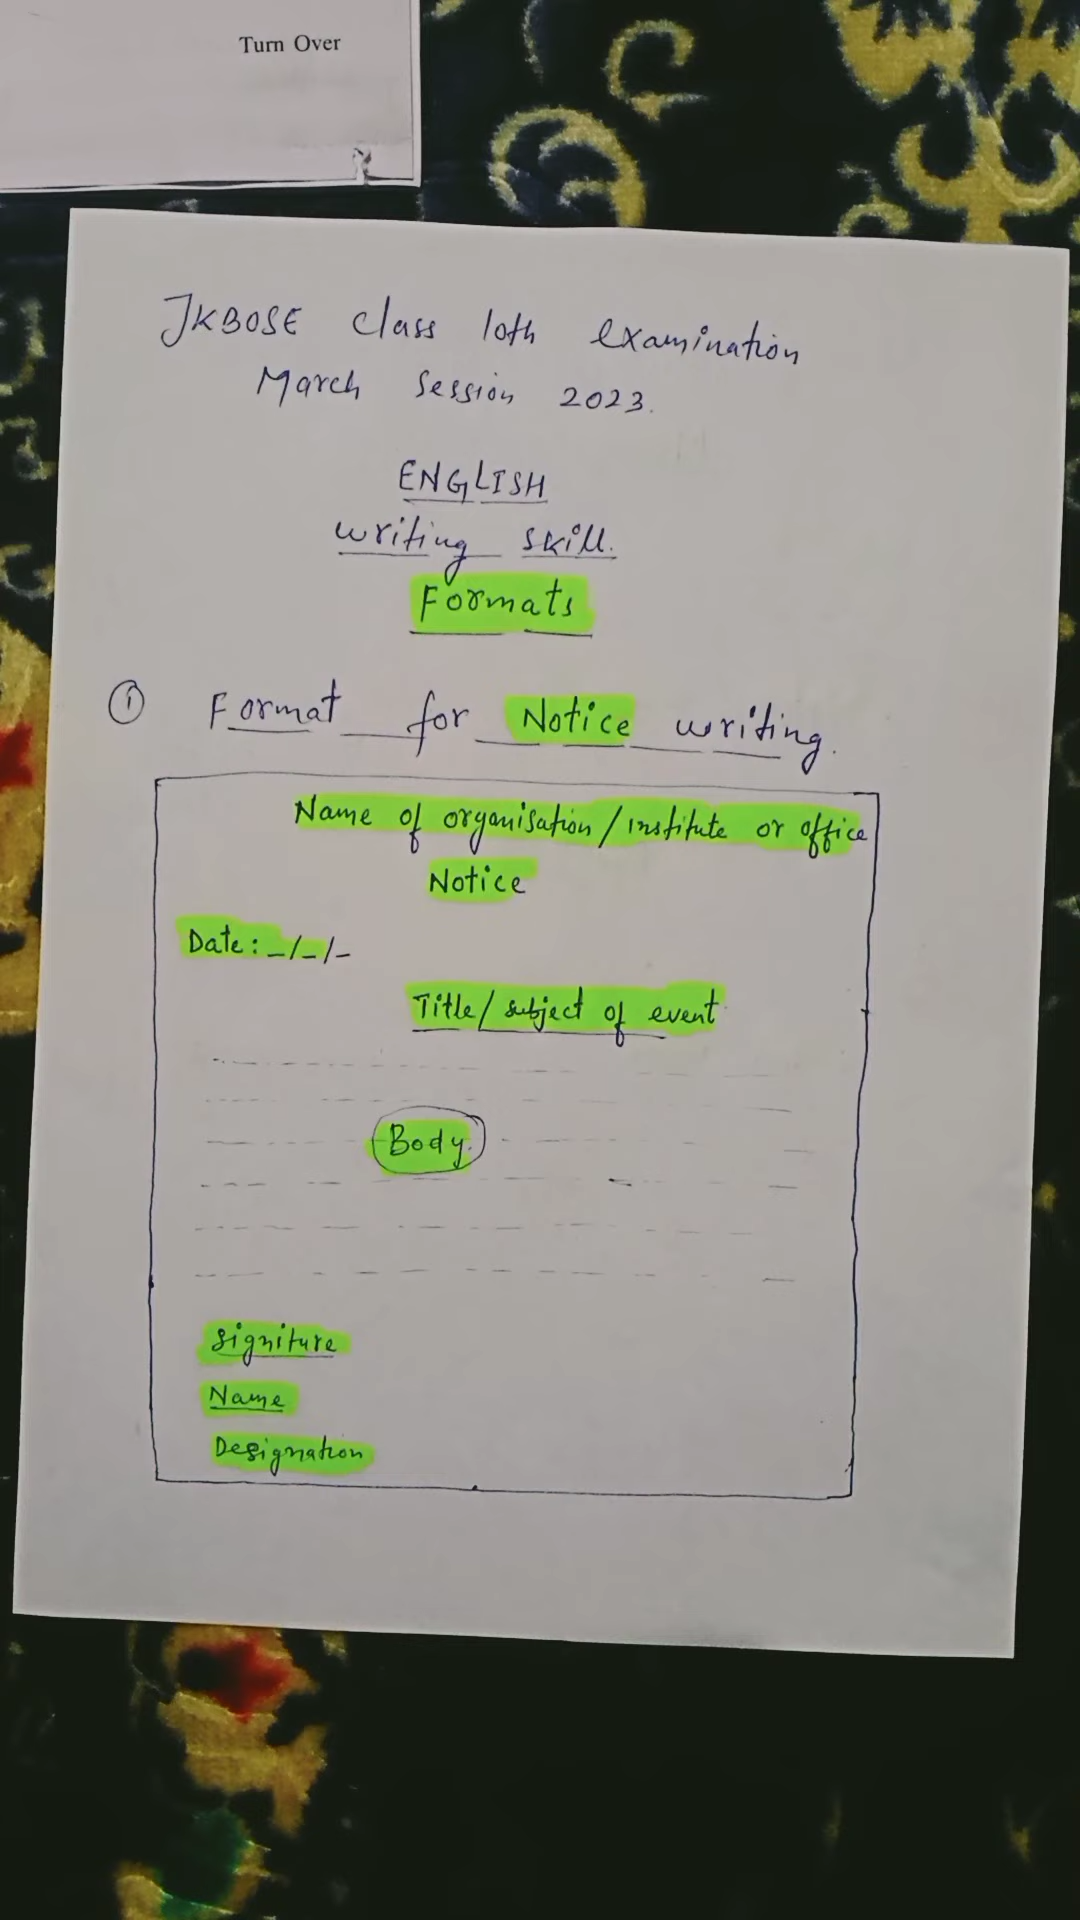 Turn Over
JKBOSE class 10th examination
March Session 2023.
ENGLISH
writing skill.
Formats
① Format for Notice writing.
Name of organisation/institute or office
Notice
Date: _/_/_
Title/subject of event
Body.
Signiture
Name
Designation